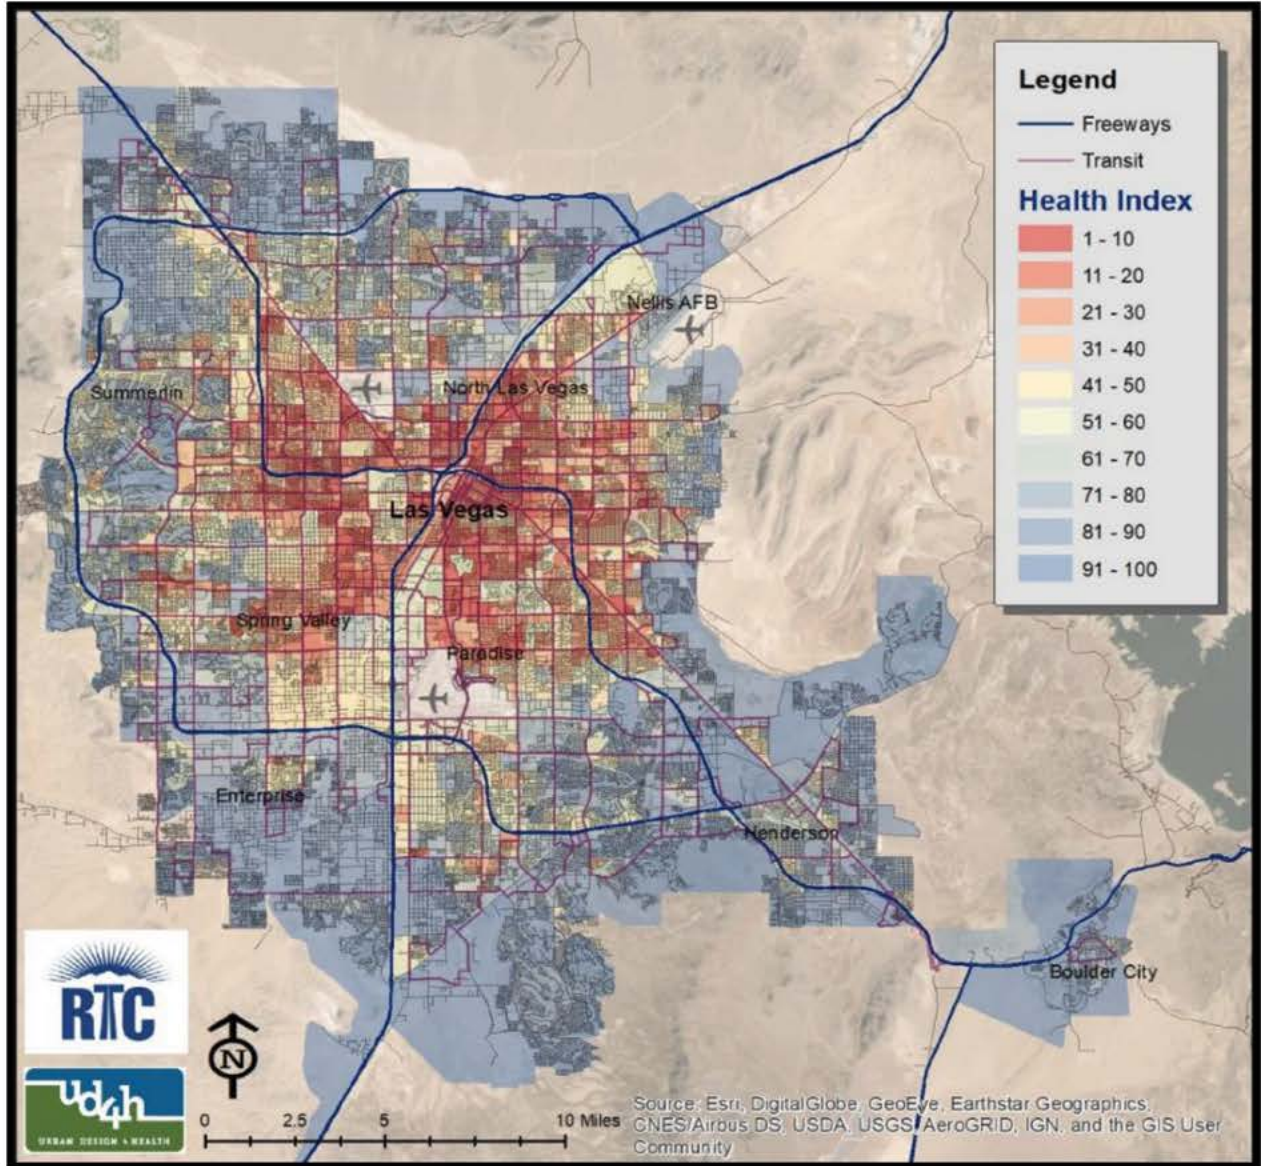 Legend
Freeways
Transit
Health Index
1 - 10
11 - 20
21 - 30
31 - 40
41 - 50
51 - 60
61 - 70
71 - 80
81 - 90
91 - 100
Nellis AFB
Summerlin
North Las Vegas
Las Vegas
Spring Valley
Paradise
Enterprise
Henderson
Boulder City
RTC
N
ud4h
URBAN DESIGN 4 HEALTH
0 2.5 5 10 Miles
Source: Esri, DigitalGlobe, GeoEye, Earthstar Geographics,
CNES/Airbus DS, USDA, USGS, AeroGRID, IGN, and the GIS User
Community